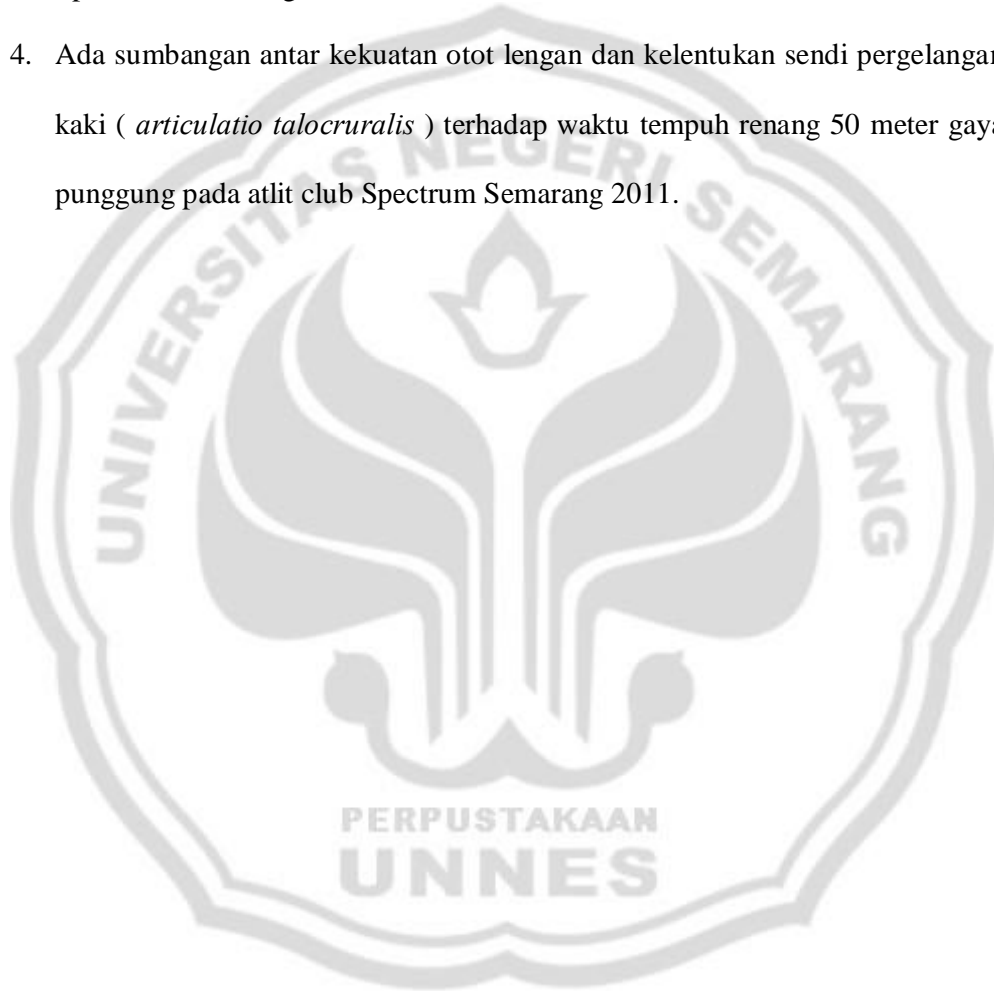 4. Ada sumbangan antar kekuatan otot lengan dan kelentukan sendi pergelangan
kaki ( articulatio talocruralis ) terhadap waktu tempuh renang 50 meter gaya
punggung pada atlit club Spectrum Semarang 2011.
UNIVERSITAS NEGERI SEMARANG
PERPUSTAKAAN
UNNES